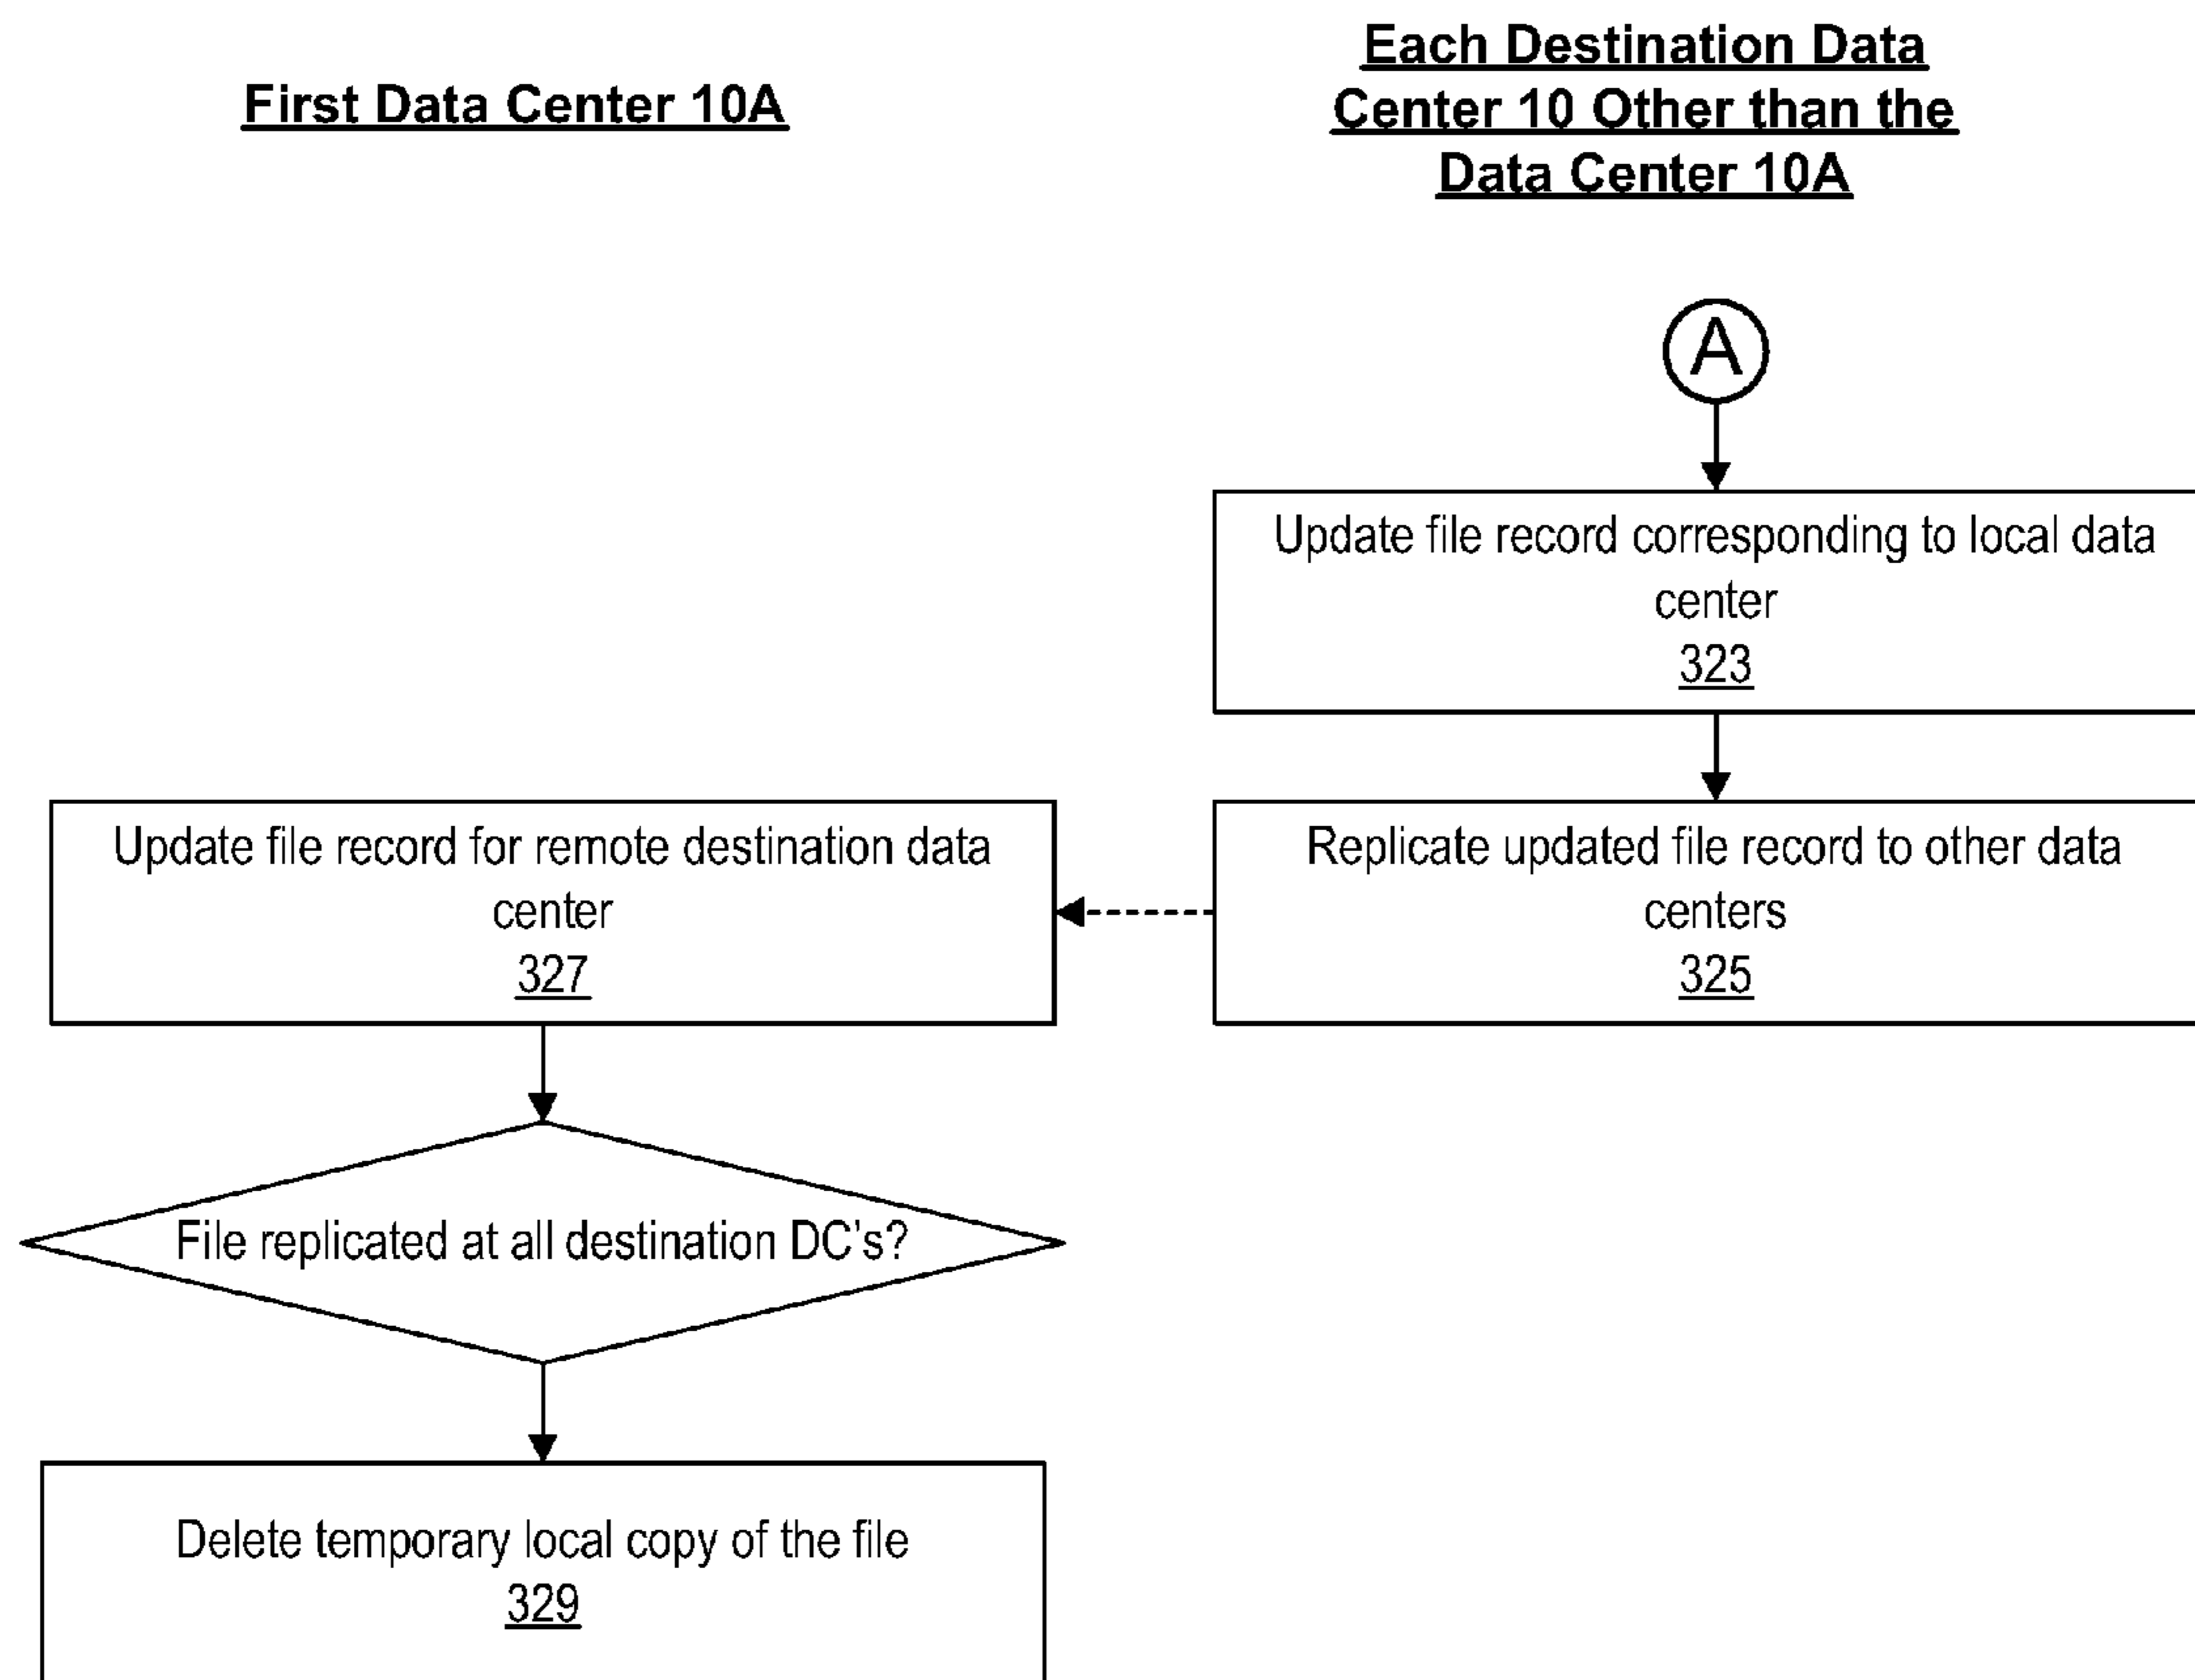 First Data Center 10A
Each Destination Data
Center 10 Other than the
Data Center 10A
A
Update file record corresponding to local data
center
323
Update file record for remote destination data
center
327
Replicate updated file record to other data
centers
325
File replicated at all destination DC's?
Delete temporary local copy of the file
329